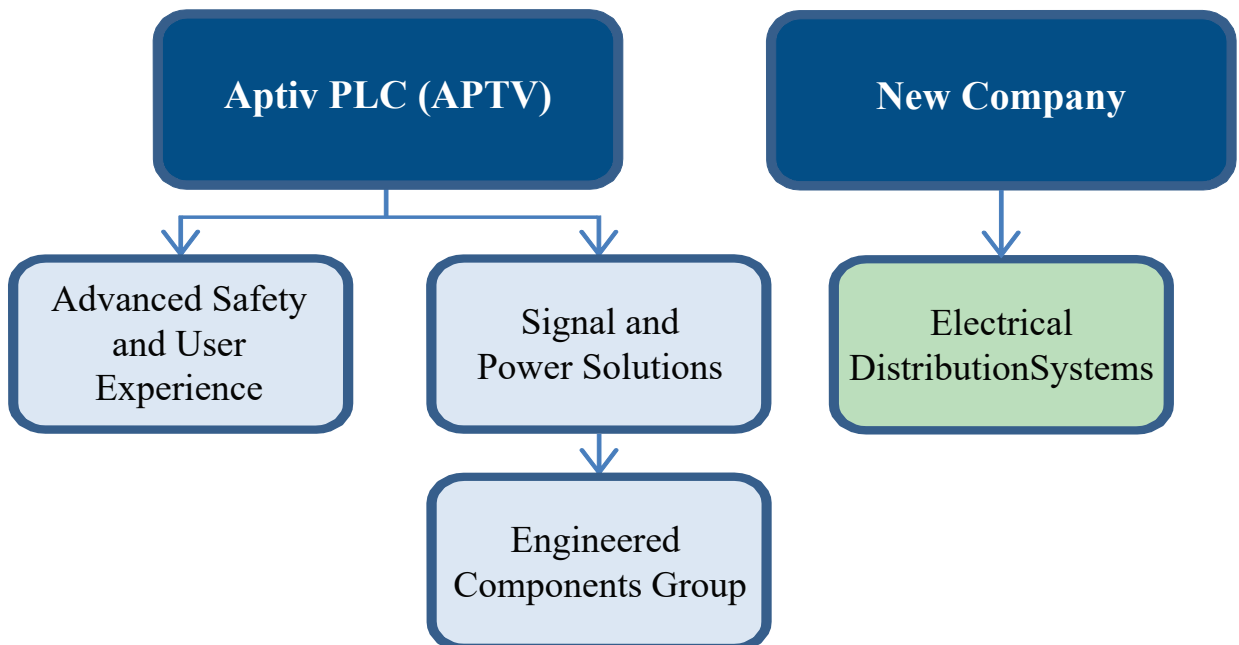 Aptiv PLC (APTV)
New Company
Advanced Safety
and User
Experience
Signal and
Power Solutions
Electrical
DistributionSystems
Engineered
Components Group